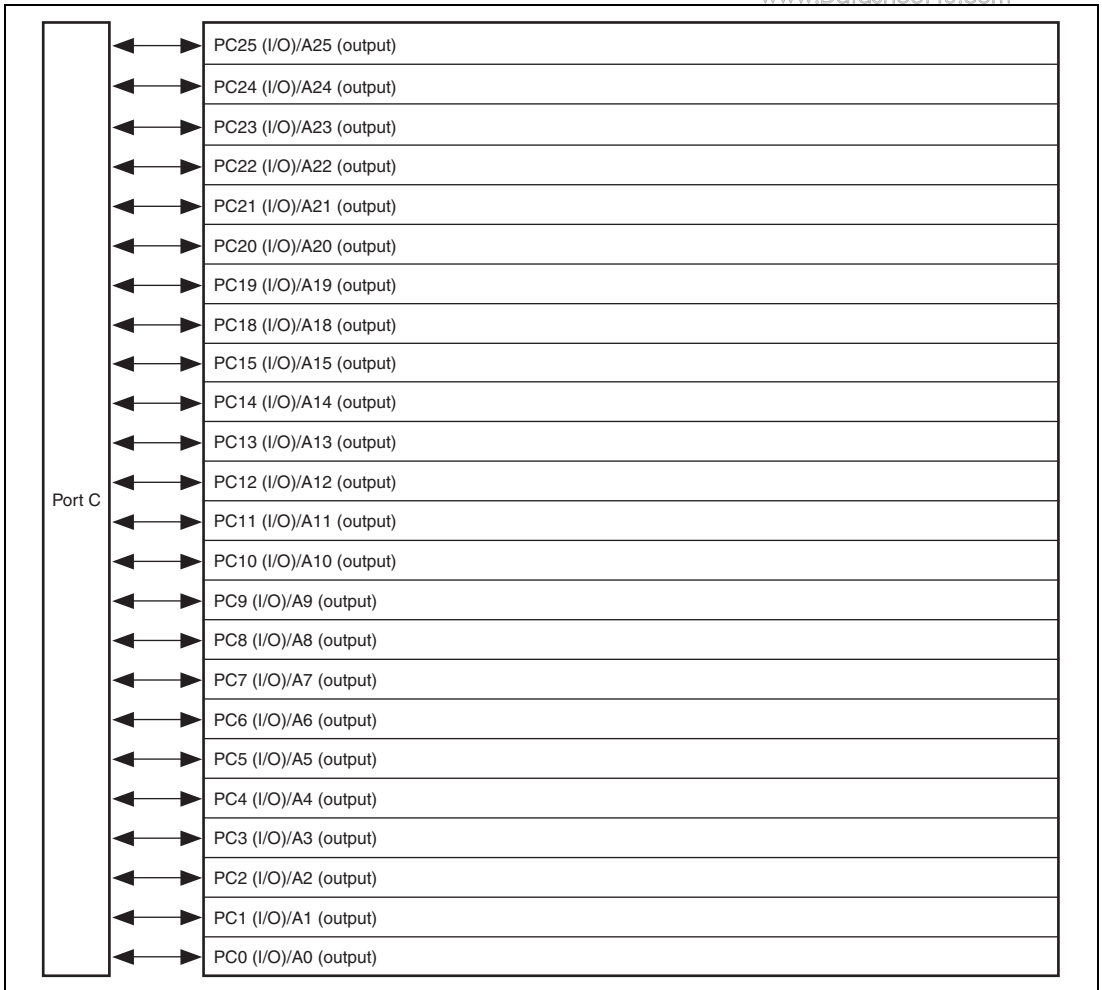 PC25 (I/O)/A25 (output)
PC24 (I/O)/A24 (output)
PC23 (I/O)/A23 (output)
PC22 (I/O)/A22 (output)
PC21 (I/O)/A21 (output)
PC20 (I/O)/A20 (output)
PC19 (I/O)/A19 (output)
PC18 (I/O)/A18 (output)
PC15 (I/O)/A15 (output)
PC14 (I/O)/A14 (output)
PC13 (I/O)/A13 (output)
PC12 (I/O)/A12 (output)
Port C
PC11 (I/O)/A11 (output)
PC10 (I/O)/A10 (output)
PC9 (I/O)/A9 (output)
PC8 (I/O)/A8 (output)
PC7 (I/O)/A7 (output)
PC6 (I/O)/A6 (output)
PC5 (I/O)/A5 (output)
PC4 (I/O)/A4 (output)
PC3 (I/O)/A3 (output)
PC2 (I/O)/A2 (output)
PC1 (I/O)/A1 (output)
PC0 (I/O)/A0 (output)